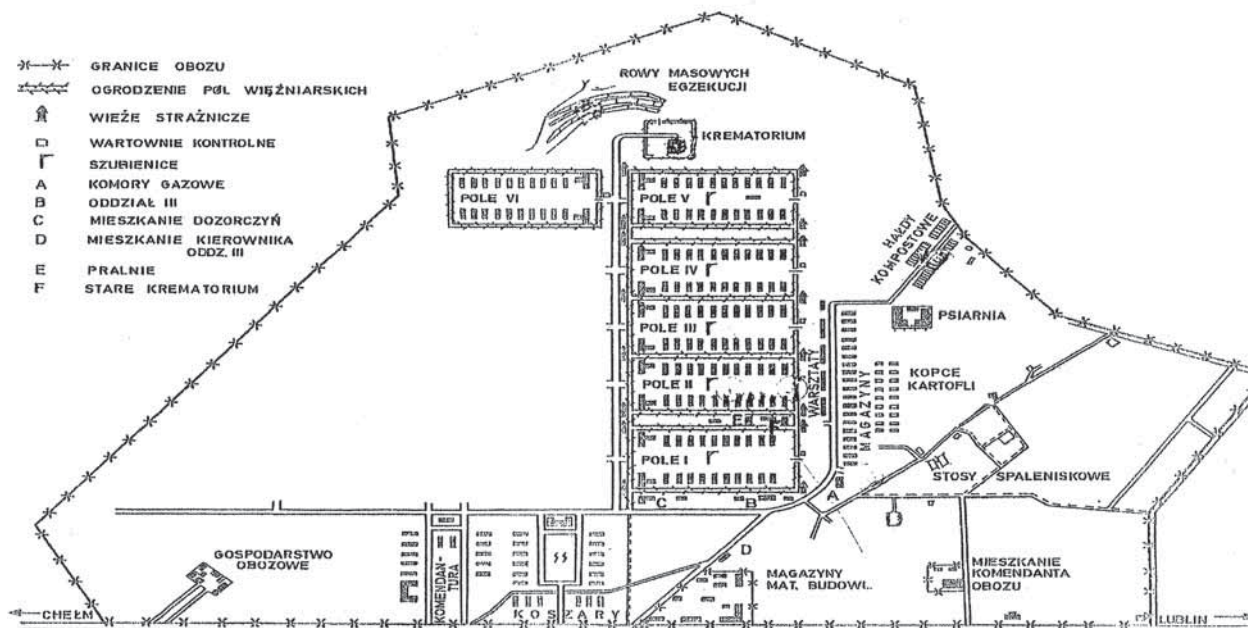 GRANICE OBOZU
OGRODZENIE PÓL WIĘŹNIARSKICH
WIEŻE STRAŻNICZE
WARTOWNIE KONTROLNE
SZUBIENICE
A KOMORY GAZOWE
B ODDZIAŁ III
C MIESZKANIE DOZORCZYŃ
D MIESZKANIE KIEROWNIKA
ODDZ. III
E PRALNIE
F STARE KREMATORIUM
ROWY MASOWYCH
EGZEKUCJI
KREMATORIUM
POLE VI
POLE V
POLE IV
POLE III
POLE II
E
F
POLE I
C
B
A
D
WARSZTATY
MAGAZYNY
HAŁDY
KOMPOSTOWE
PSIARNIA
KOPCE
KARTOFLI
STOSY SPALENISKOWE
GOSPODARSTWO
OBOZOWE
KOMENDAN-
TURA
KOSZARY
MAGAZYNY
MAT. BUDOWL.
MIESZKANIE
KOMENDANTA
OBOZU
CHEŁM
LUBLIN